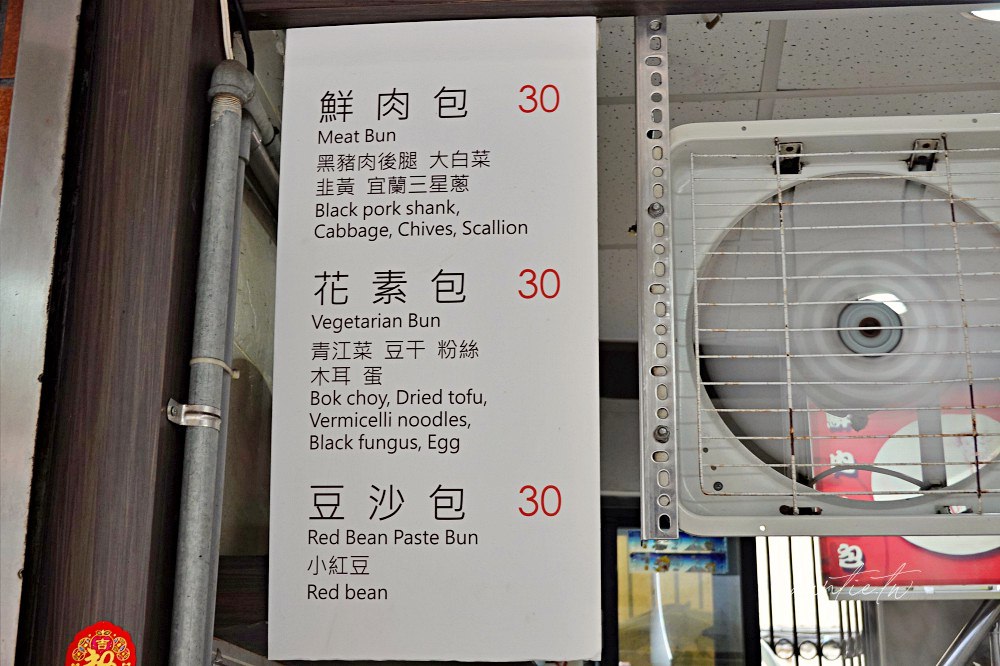 鮮肉包 30
Meat Bun
黑豬肉後腿 大白菜
韭黃 宜蘭三星蔥
Black pork shank,
Cabbage, Chives, Scallion
花素包 30
Vegetarian Bun
青江菜 豆干 粉絲
木耳 蛋
Bok choy, Dried tofu,
Vermicelli noodles,
Black fungus, Egg
豆沙包 30
Red Bean Paste Bun
小紅豆
Red bean
吉
包